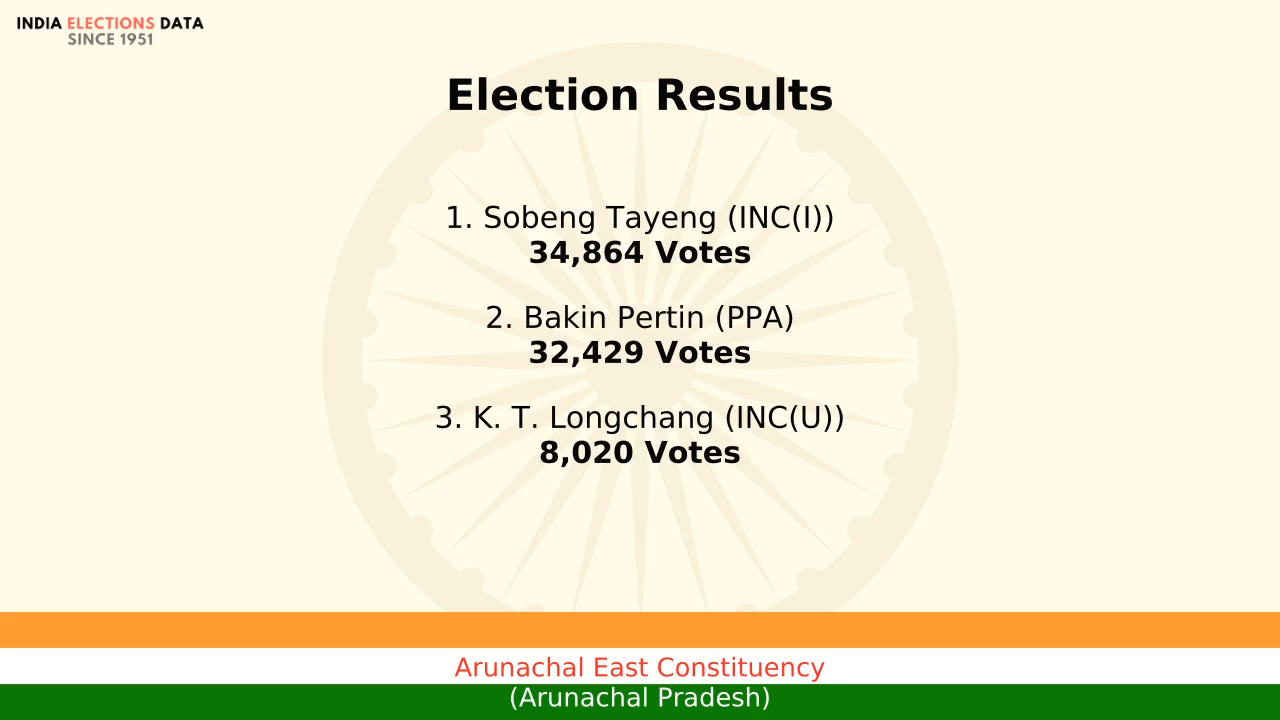 INDIA ELECTIONS DATA
SINCE 1951
Election Results
1. Sobeng Tayeng (INC(I))
34,864 Votes
2. Bakin Pertin (PPA)
32,429 Votes
3. K. T. Longchang (INC(U))
8,020 Votes
Arunachal East Constituency
(Arunachal Pradesh)